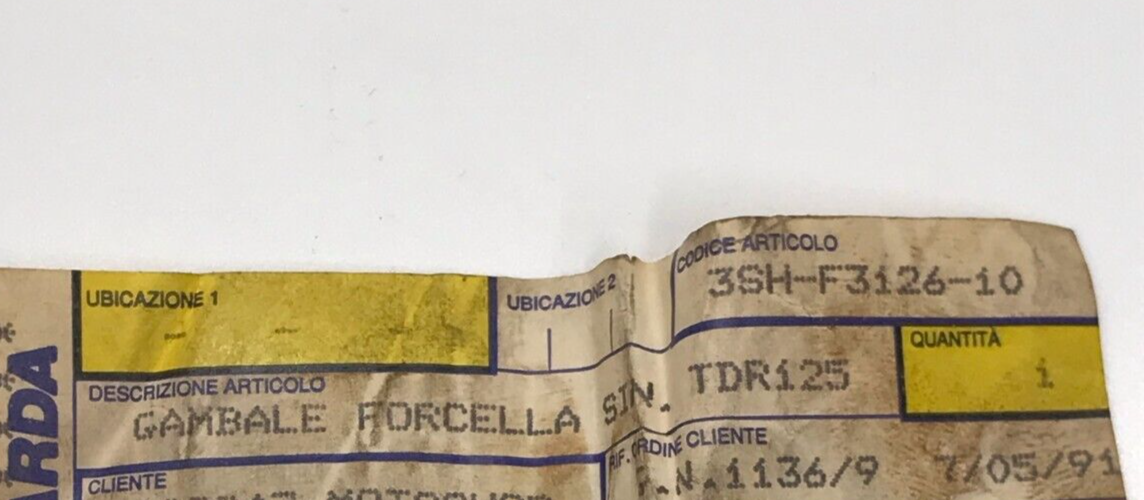 UBICAZIONE 1
UBICAZIONE 2
CODICE ARTICOLO
3SH-F3126-10
DESCRIZIONE ARTICOLO
GAMBALE FORCELLA SIN. TDR125
QUANTITÀ
1
CLIENTE
RIF. ORDINE CLIENTE
.N.1136/9 7/05/91
ARDA